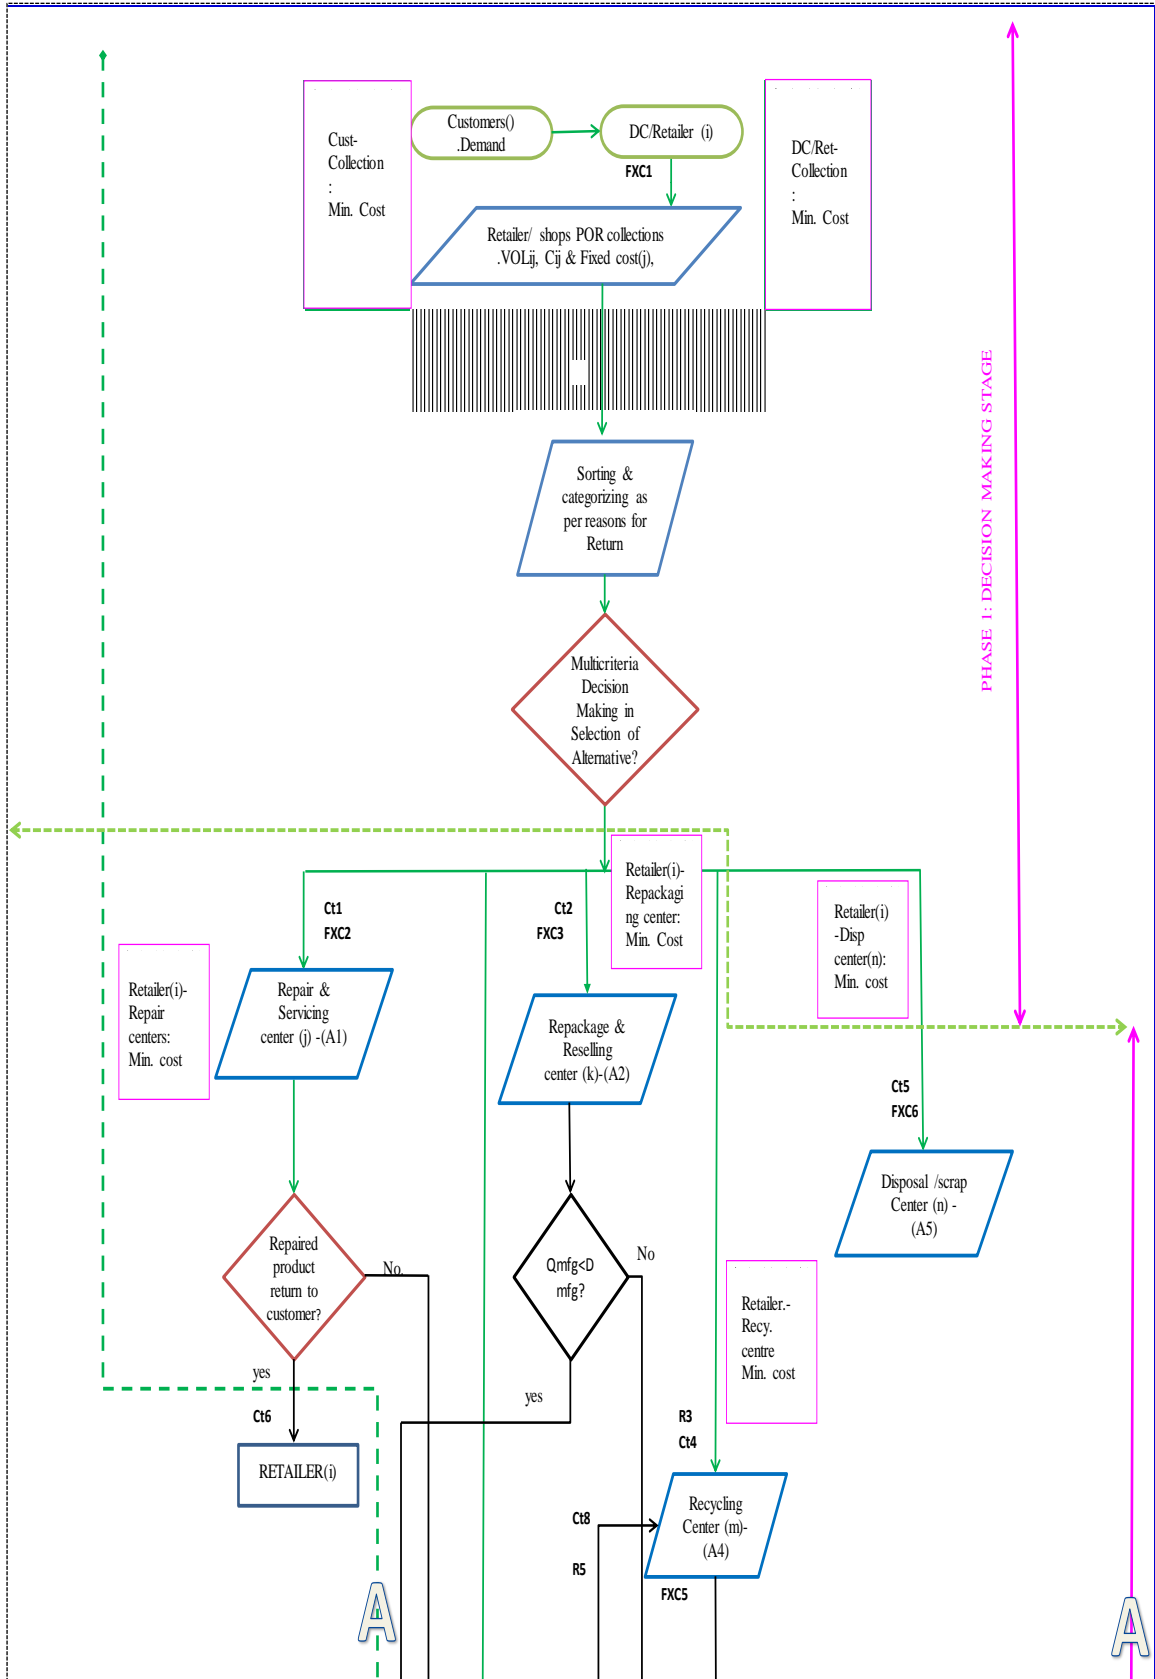 Cust-
Collection
:
Min. Cost
Customers()
.Demand
DC/Retailer (i)
FXC1
DC/Ret-
Collection
:
Min. Cost
Retailer/ shops POR collections
.VOLij, Cij & Fixed cost(j),
Sorting &
categorizing as
per reasons for
Return
PHASE 1: DECISION MAKING STAGE
Multicriteria
Decision
Making in
Selection of
Alternative?
Retailer(i)-
Repackagi
ng center:
Min. Cost
Ct1
FXC2
Ct2
FXC3
Retailer(i)
-Disp
center(n):
Min. cost
Retailer(i)-
Repair
centers:
Min. cost
Repair &
Servicing
center (j) -(A1)
Repackage &
Reselling
center (k)-(A2)
Ct5
FXC6
Disposal /scrap
Center (n) -
(A5)
Repaired
product
return to
customer?
No.
Qmfg<D
mfg?
No
Retailer.-
Recy.
centre
Min. cost
yes
yes
Ct6
R3
Ct4
RETAILER(i)
Recycling
Center (m)-
(A4)
Ct8
R5
FXC5
A
A